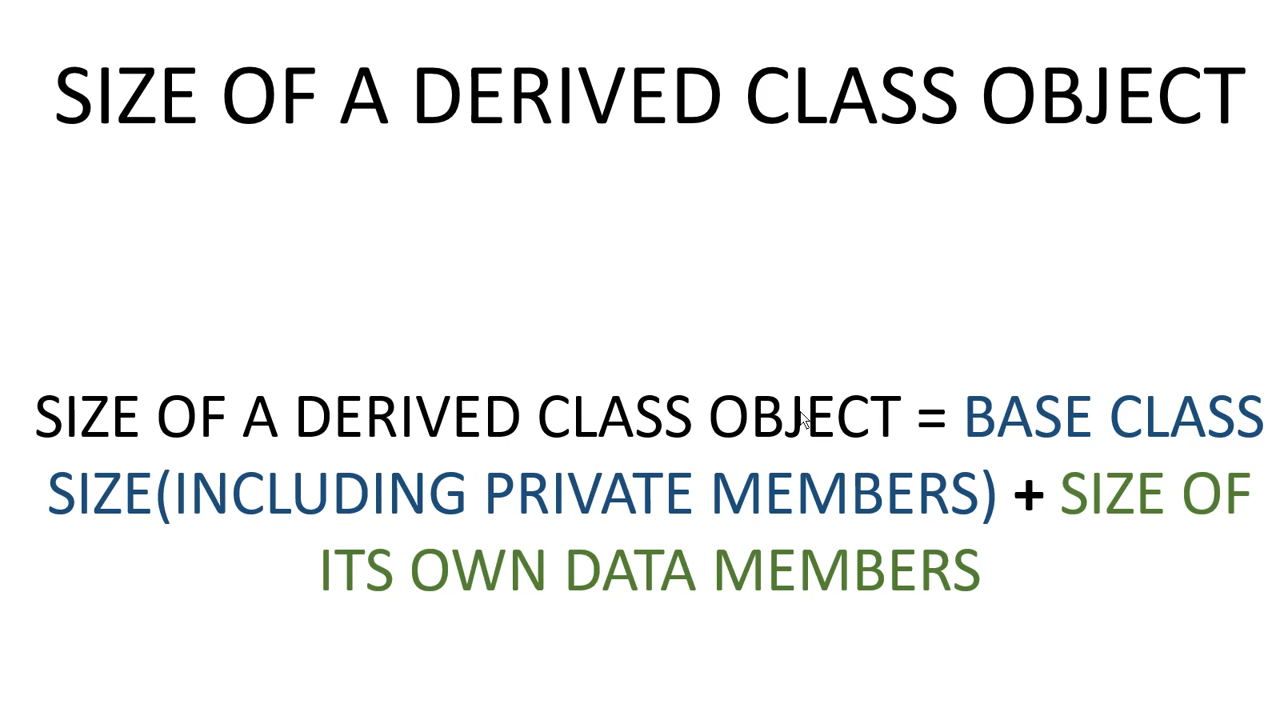 SIZE OF A DERIVED CLASS OBJECT
SIZE OF A DERIVED CLASS OBJECT = BASE CLASS
SIZE(INCLUDING PRIVATE MEMBERS) + SIZE OF
ITS OWN DATA MEMBERS